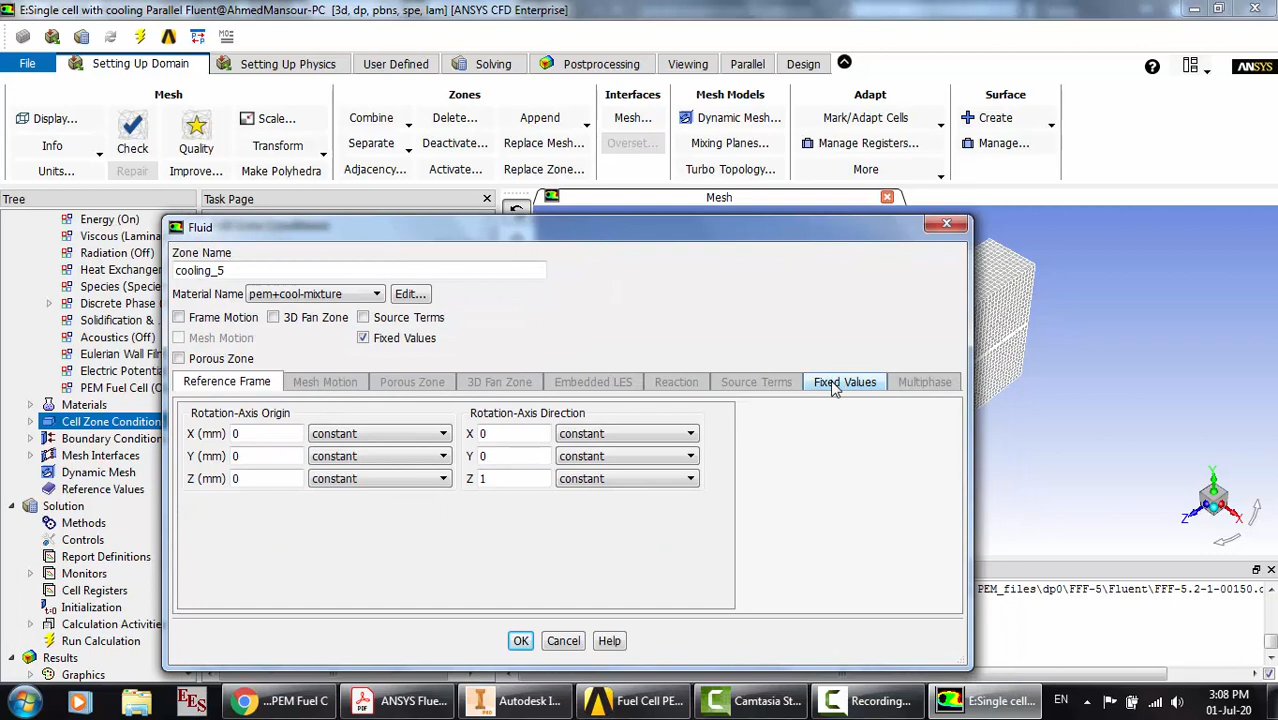 E:Single cell with cooling Parallel Fluent@AhmedMansour-PC [3d, dp, pbns, spe, lam] [ANSYS CFD Enterprise]
File Setting Up Domain Setting Up Physics User Defined Solving Postprocessing Viewing Parallel Design ANSYS
Mesh Zones Interfaces Mesh Models Adapt Surface
Display... Scale... Combine Delete... Append Mesh... Dynamic Mesh... Mark/Adapt Cells Create
Info Check Quality Transform Separate Deactivate... Replace Mesh... Overset... Mixing Planes... Manage Registers... Manage...
Units... Repair Improve... Make Polyhedra Adjacency... Activate... Replace Zone... Turbo Topology... More
Tree Task Page Mesh
Energy (On)
Viscous (Lamina
Radiation (Off)
Heat Exchanger
Species (Specie
Discrete Phase (
Solidification &
Acoustics (Off)
Eulerian Wall Fil
Electric Potentia
PEM Fuel Cell (
Materials
Cell Zone Condition
Boundary Condition
Mesh Interfaces
Dynamic Mesh
Reference Values
Solution
Methods
Controls
Report Definitions
Monitors
Cell Registers
Initialization
Calculation Activitie
Run Calculation
Results
Graphics
Fluid
Zone Name
cooling_5
Material Name pem+cool-mixture Edit...
Frame Motion 3D Fan Zone Source Terms
Mesh Motion Fixed Values
Porous Zone
Reference Frame Mesh Motion Porous Zone 3D Fan Zone Embedded LES Reaction Source Terms Fixed Values Multiphase
Rotation-Axis Origin Rotation-Axis Direction
X (mm) 0 constant X 0 constant
Y (mm) 0 constant Y 0 constant
Z (mm) 0 constant Z 1 constant
OK Cancel Help
Y
Z X
PEM_files\dp0\FFF-5\Fluent\FFF-5.2-1-00150.c
...PEM Fuel C ANSYS Flue... Autodesk I... Fuel Cell PE... Camtasia St... Recording... E:Single cell... EN 3:08 PM
01-Jul-20